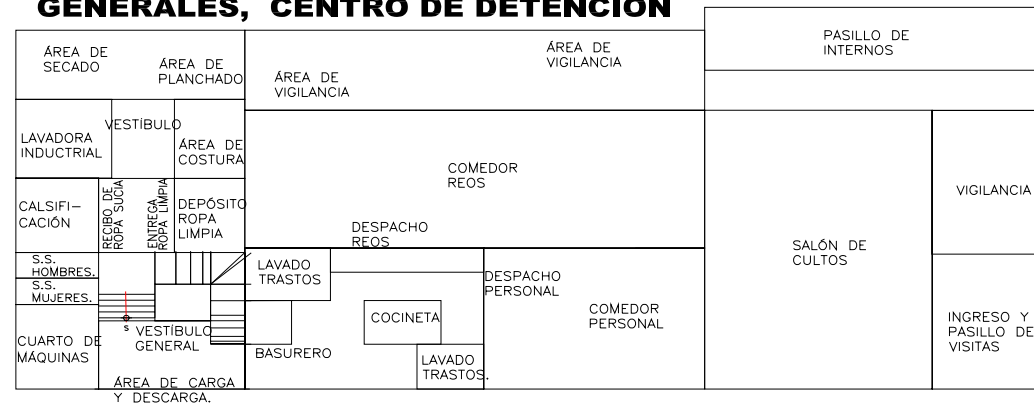 GENERALES, CENTRO DE DETENCIÓN
PASILLO DE
INTERNOS
ÁREA DE
SECADO
ÁREA DE
PLANCHADO
ÁREA DE
VIGILANCIA
ÁREA DE
VIGILANCIA
LAVADORA
INDUCTRIAL
VESTÍBULO
ÁREA DE
COSTURA
COMEDOR
REOS
VIGILANCIA
CALSIFI-
CACIÓN
RECIBO DE
ROPA SUCIA
ENTREGA
ROPA LIMPIA
DEPÓSITO
ROPA
LIMPIA
DESPACHO
REOS
SALÓN DE
CULTOS
S.S.
HOMBRES.
S.S.
MUJERES.
LAVADO
TRASTOS
DESPACHO
PERSONAL
COMEDOR
PERSONAL
COCINETA
S
VESTÍBULO
GENERAL
CUARTO DE
MÁQUINAS
BASURERO
LAVADO
TRASTOS.
INGRESO Y
PASILLO DE
VISITAS
ÁREA DE CARGA
Y DESCARGA.